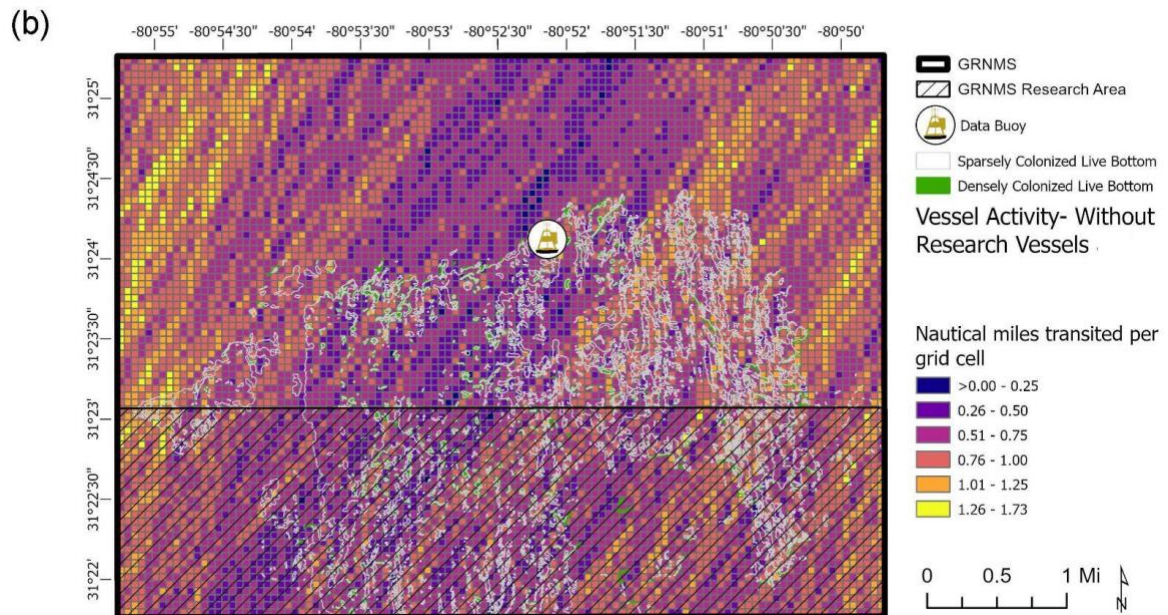 (b)
-80°55' -80°54'30" -80°54' -80°53'30" -80°53' -80°52'30" -80°52' -80°51'30" -80°51' -80°50'30" -80°50'
31°25'
31°24'30"
31°24'
31°23'30"
31°23'
31°22'30"
31°22'
GRNMS
GRNMS Research Area
Data Buoy
Sparsely Colonized Live Bottom
Densely Colonized Live Bottom
Vessel Activity- Without
Research Vessels
Nautical miles transited per
grid cell
>0.00 - 0.25
0.26 - 0.50
0.51 - 0.75
0.76 - 1.00
1.01 - 1.25
1.26 - 1.73
0 0.5 1 Mi
N